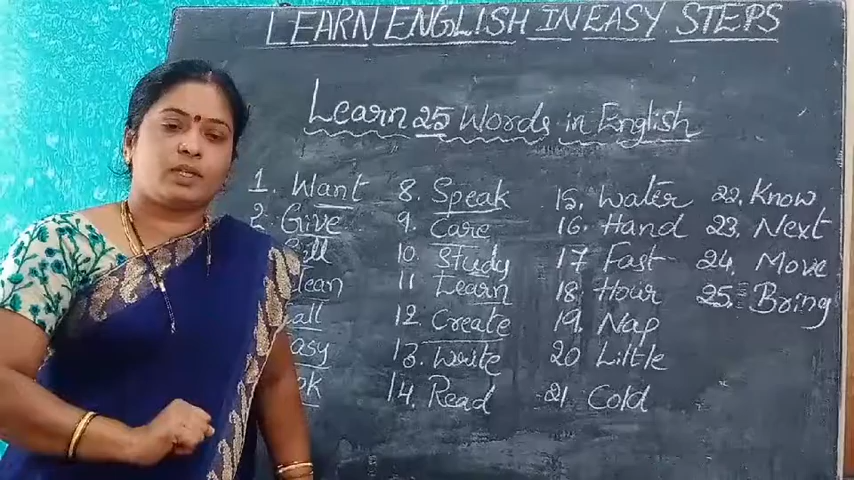 LEARN ENGLISH IN EASY STEPS
Learn 25 Words in English
1. Want 8. Speak 15. Water 22. Know
2. Give 9. Care 16. Hand 23. Next
10. Study 17. Fast 24. Move
11. Learn 18. Hour 25. Bring
12. Create 19. Nap
13. Write 20. Little
14. Read 21. Cold